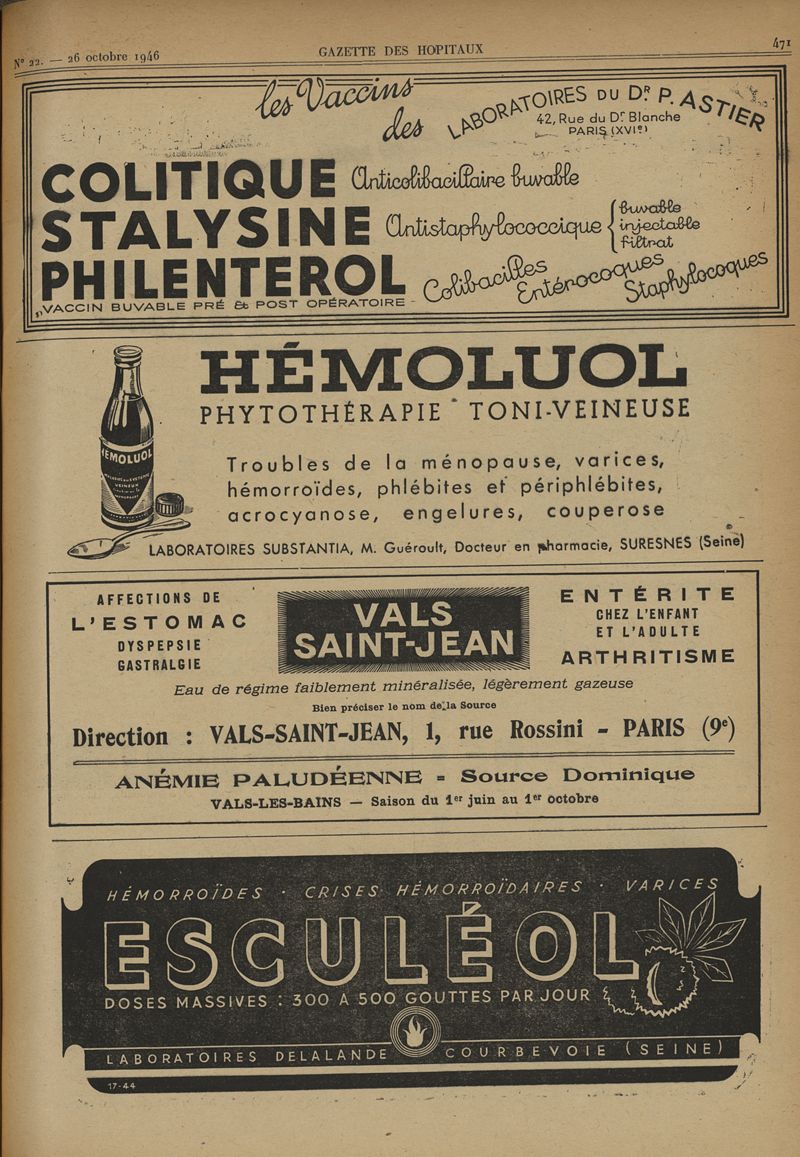 N° 22. — 26 octobre 1946
GAZETTE DES HOPITAUX
471
les Vaccins
des LABORATOIRES DU Dr P. ASTIER
42, Rue du Dr Blanche
PARIS (XVIe)
COLITIQUE Anticolibacillaire buvable
STALYSINE Antistaphylococcique { buvable
injectable
filtrat
PHILENTEROL Colibacilles
Entérocoques
Staphylocoques
VACCIN BUVABLE PRÉ & POST OPÉRATOIRE
HÉMOLUOL
PHYTOTHÉRAPIE TONI-VEINEUSE
HEMOLUOL
VEINEUX
Troubles de la ménopause, varices,
hémorroïdes, phlébites et périphlébites,
acrocyanose, engelures, couperose
LABORATOIRES SUBSTANTIA, M. Guéroult, Docteur en pharmacie, SURESNES (Seine)
AFFECTIONS DE
L'ESTOMAC
DYSPEPSIE
GASTRALGIE
VALS
SAINT-JEAN
ENTÉRITE
CHEZ L'ENFANT
ET L'ADULTE
ARTHRITISME
Eau de régime faiblement minéralisée, légèrement gazeuse
Bien préciser le nom de la Source
Direction : VALS-SAINT-JEAN, 1, rue Rossini - PARIS (9e)
ANÉMIE PALUDÉENNE = Source Dominique
VALS-LES-BAINS — Saison du 1er juin au 1er octobre
HÉMORROÏDES · CRISES HÉMORROÏDAIRES · VARICES
ESCULÉOL
DOSES MASSIVES : 300 A 500 GOUTTES PAR JOUR
LABORATOIRES DELALANDE COURBEVOIE (SEINE)
17-44